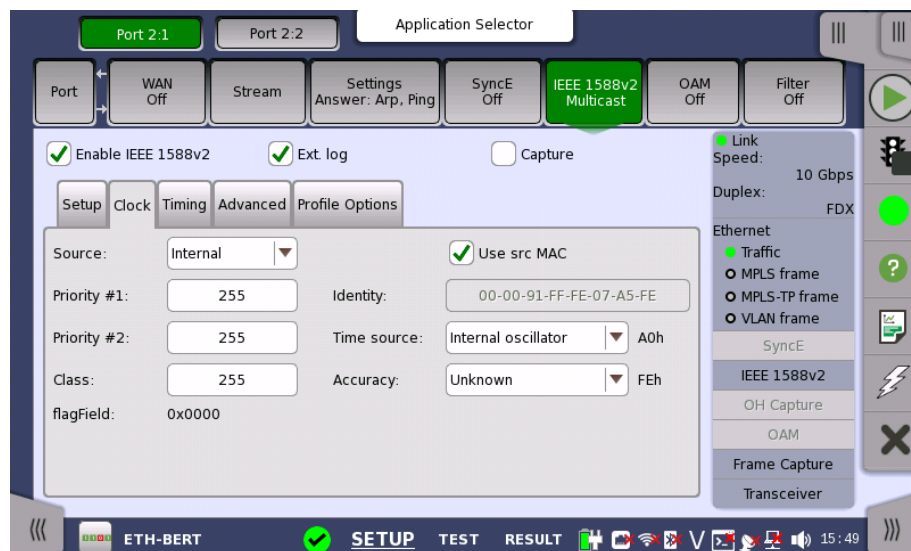 Port 2:1
Port 2:2
Application Selector
Port
WAN
Off
Stream
Settings
Answer: Arp, Ping
SyncE
Off
IEEE 1588v2
Multicast
OAM
Off
Filter
Off
Enable IEEE 1588v2
Ext. log
Capture
Setup
Clock
Timing
Advanced
Profile Options
Source:
Internal
Use src MAC
Priority #1:
255
Identity:
00-00-91-FF-FE-07-A5-FE
Priority #2:
255
Time source:
Internal oscillator
A0h
Class:
255
Accuracy:
Unknown
FEh
flagField:
0x0000
Link
Speed:
10 Gbps
Duplex:
FDX
Ethernet
Traffic
MPLS frame
MPLS-TP frame
VLAN frame
SyncE
IEEE 1588v2
OH Capture
OAM
Frame Capture
Transceiver
ETH-BERT
SETUP
TEST
RESULT
V
15:49